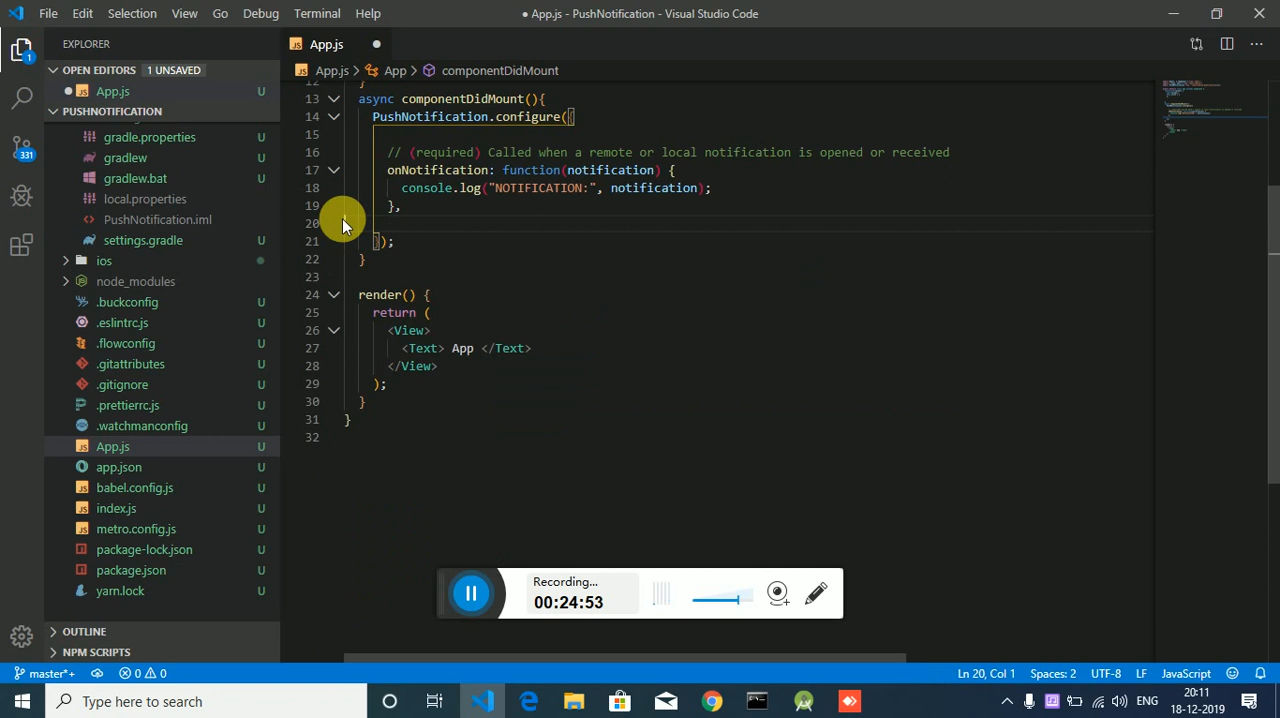 File Edit Selection View Go Debug Terminal Help
● App.js - PushNotification - Visual Studio Code
EXPLORER
OPEN EDITORS 1 UNSAVED
App.js U
PUSHNOTIFICATION
gradle.properties U
gradlew U
gradlew.bat U
local.properties
PushNotification.iml
settings.gradle U
ios
node_modules
.buckconfig U
.eslintrc.js U
.flowconfig U
.gitattributes U
.gitignore U
.prettierrc.js U
.watchmanconfig U
App.js U
app.json U
babel.config.js U
index.js U
metro.config.js U
package-lock.json U
package.json U
yarn.lock U
OUTLINE
NPM SCRIPTS
1
331
App.js
App.js > App > componentDidMount
12 }
13 async componentDidMount(){
14 PushNotification.configure({
15
16 // (required) Called when a remote or local notification is opened or received
17 onNotification: function(notification) {
18 console.log("NOTIFICATION:", notification);
19 },
20
21 });
22 }
23
24 render() {
25 return (
26 <View>
27 <Text> App </Text>
28 </View>
29 );
30 }
31 }
32
Recording...
00:24:53
master*+ 0 0 Ln 20, Col 1 Spaces: 2 UTF-8 LF JavaScript
Type here to search
ENG
20:11
18-12-2019